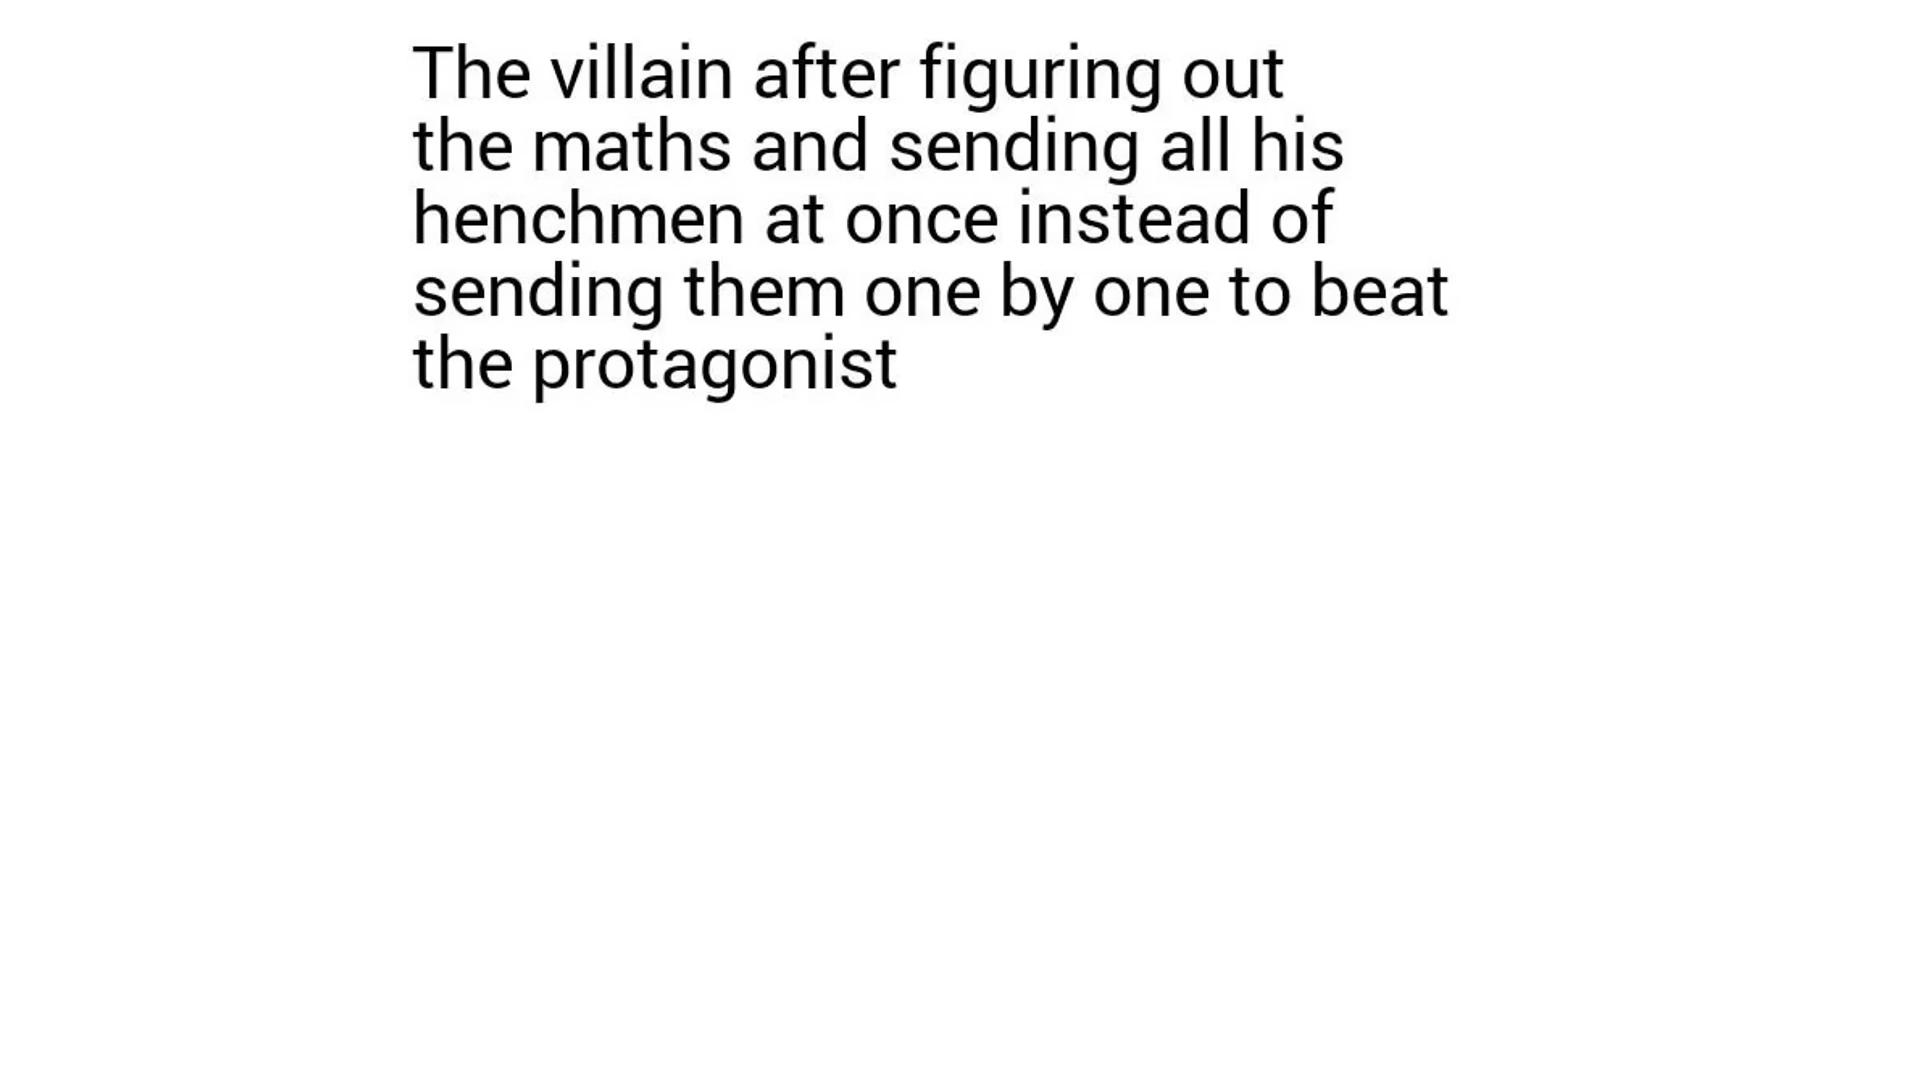 The villain after figuring out
the maths and sending all his
henchmen at once instead of
sending them one by one to beat
the protagonist